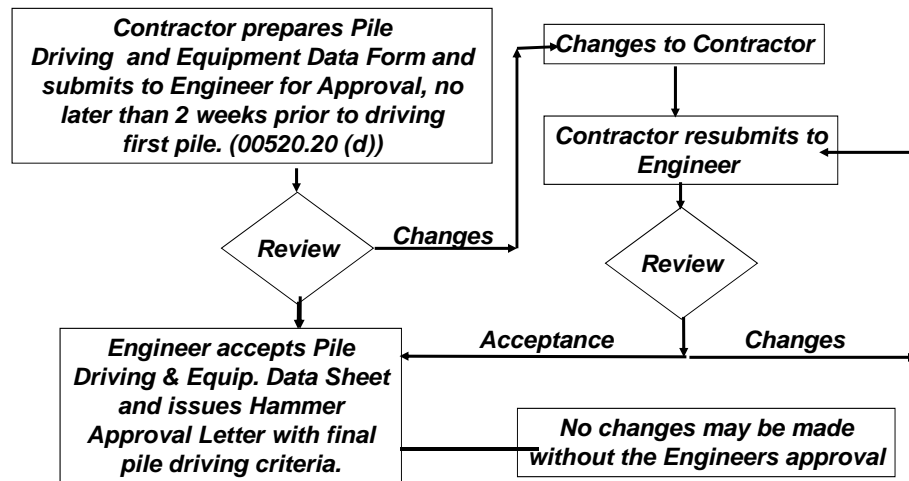 Contractor prepares Pile
Driving and Equipment Data Form and
submits to Engineer for Approval, no
later than 2 weeks prior to driving
first pile. (00520.20 (d))
Changes to Contractor
Contractor resubmits to
Engineer
Review
Changes
Review
Acceptance
Changes
Engineer accepts Pile
Driving & Equip. Data Sheet
and issues Hammer
Approval Letter with final
pile driving criteria.
No changes may be made
without the Engineers approval